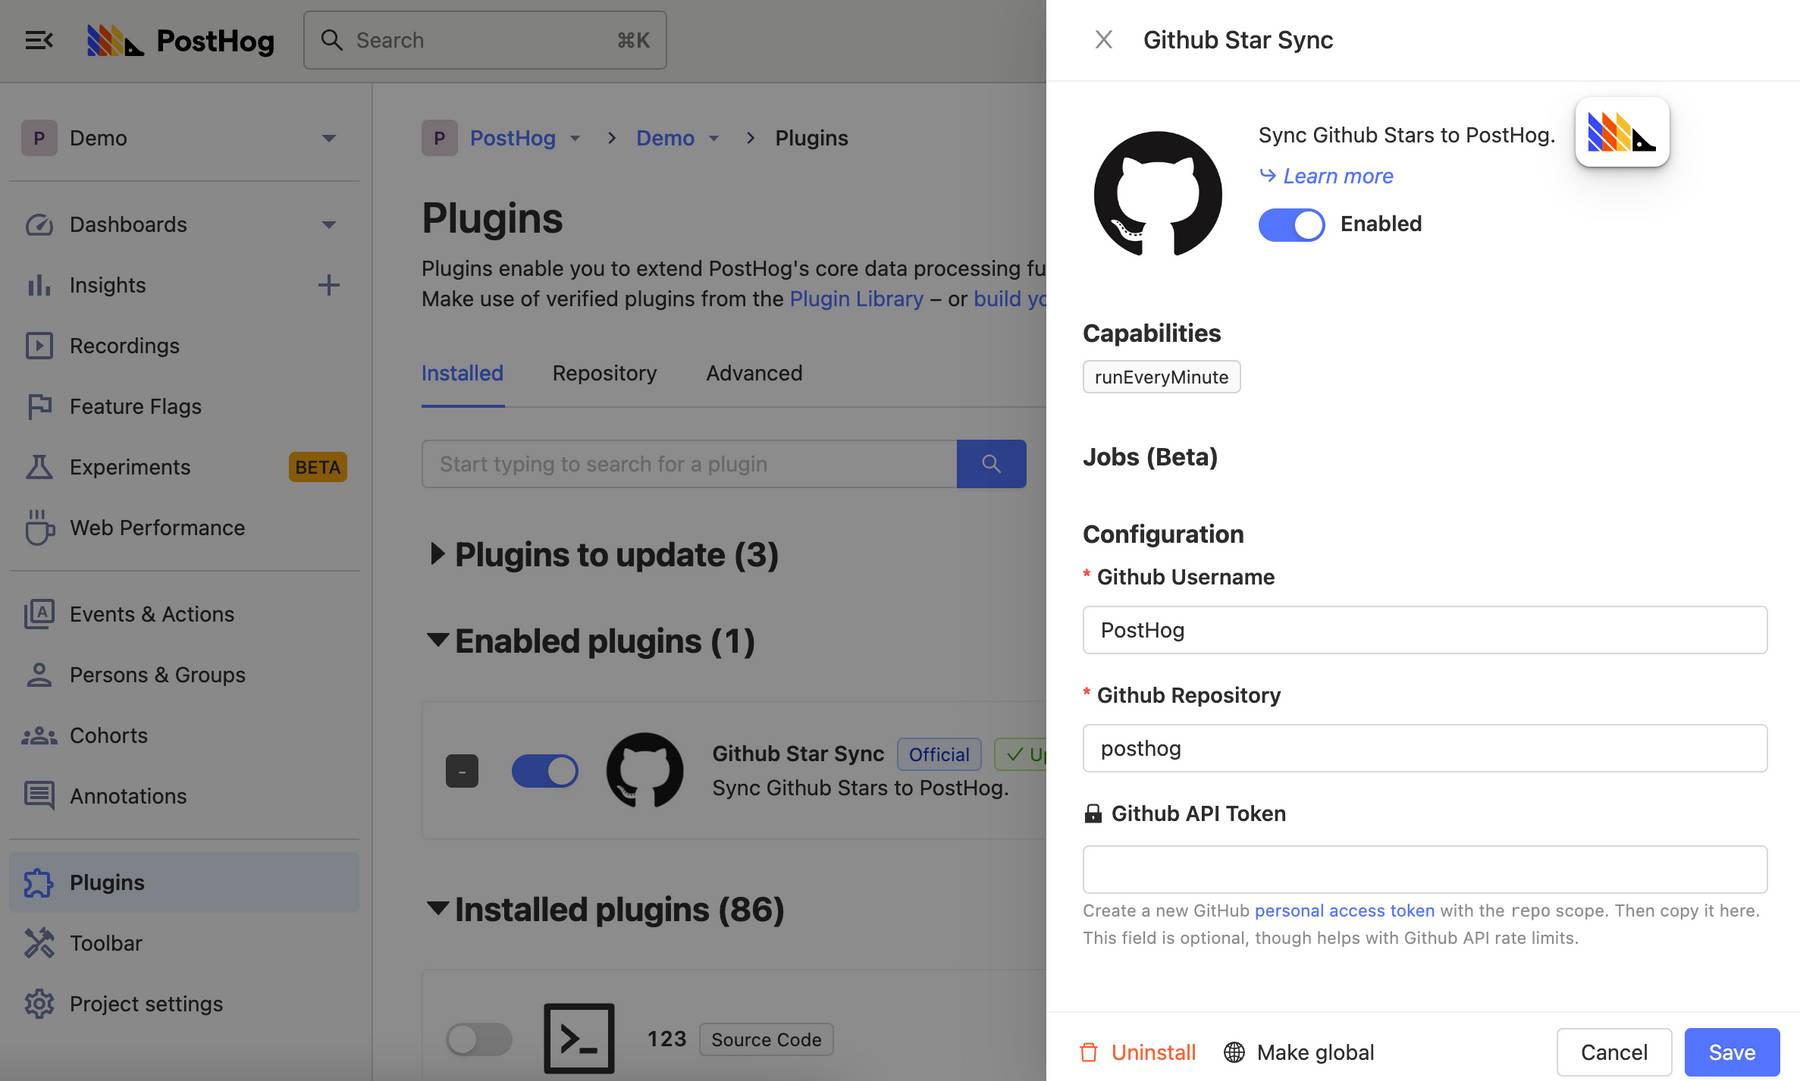 PostHog
Search
⌘K
P
Demo
Dashboards
Insights
Recordings
Feature Flags
Experiments
BETA
Web Performance
Events & Actions
Persons & Groups
Cohorts
Annotations
Plugins
Toolbar
Project settings
P PostHog > Demo > Plugins
Plugins
Plugins enable you to extend PostHog's core data processing fu
Make use of verified plugins from the Plugin Library – or build yo
Installed
Repository
Advanced
Start typing to search for a plugin
Plugins to update (3)
Enabled plugins (1)
-
Github Star Sync
Official
Up
Sync Github Stars to PostHog.
Installed plugins (86)
123
Source Code
Github Star Sync
Sync Github Stars to PostHog.
Learn more
Enabled
Capabilities
runEveryMinute
Jobs (Beta)
Configuration
* Github Username
PostHog
* Github Repository
posthog
Github API Token
Create a new GitHub personal access token with the repo scope. Then copy it here.
This field is optional, though helps with Github API rate limits.
Uninstall
Make global
Cancel
Save